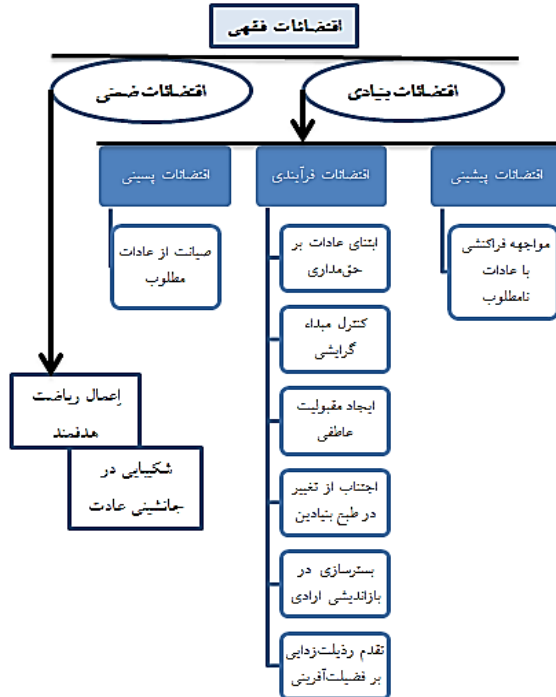 اقتضائات فقهی
اقتضائات بنیادی
اقتضائات ضمنی
اقتضائات پیشینی
اقتضائات فرآیندی
اقتضائات پسینی
مواجهه فراکنشی
با عادات
نامطلوب
ابتنای عادات بر
حق‌مداری
کنترل مبداء
گرایشی
ایجاد مقبولیت
عاطفی
اجتناب از تغییر
در طبع بنیادین
بسترسازی در
بازاندیشی ارادی
تقدم رذیلت‌زدایی
بر فضیلت‌آفرینی
صیانت از عادات
مطلوب
إعمال ریاضت
هدفمند
شکیبایی در
جانشینی عادت